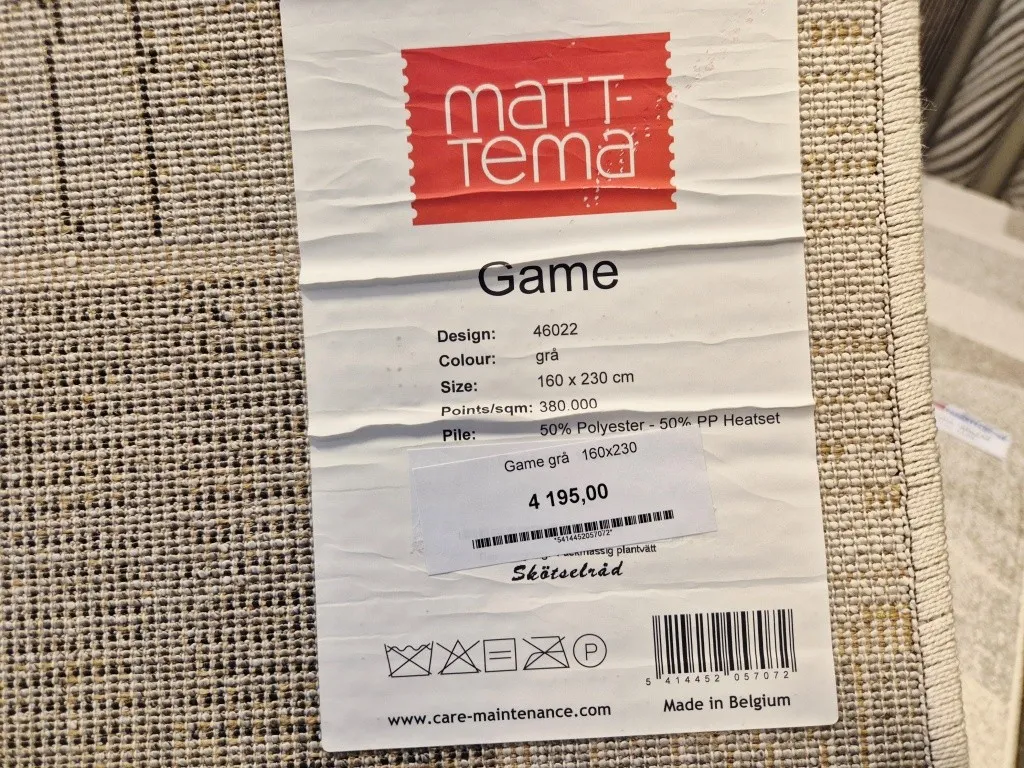 maTT-
Tema
Game
Design: 46022
Colour: grå
Size: 160 x 230 cm
Points/sqm: 380.000
Pile: 50% Polyester - 50% PP Heatset
Game grå 160x230
4 195,00
*5414452057072*
plantvätt
Skötselråd
P
5 414452 057072
www.care-maintenance.com
Made in Belgium